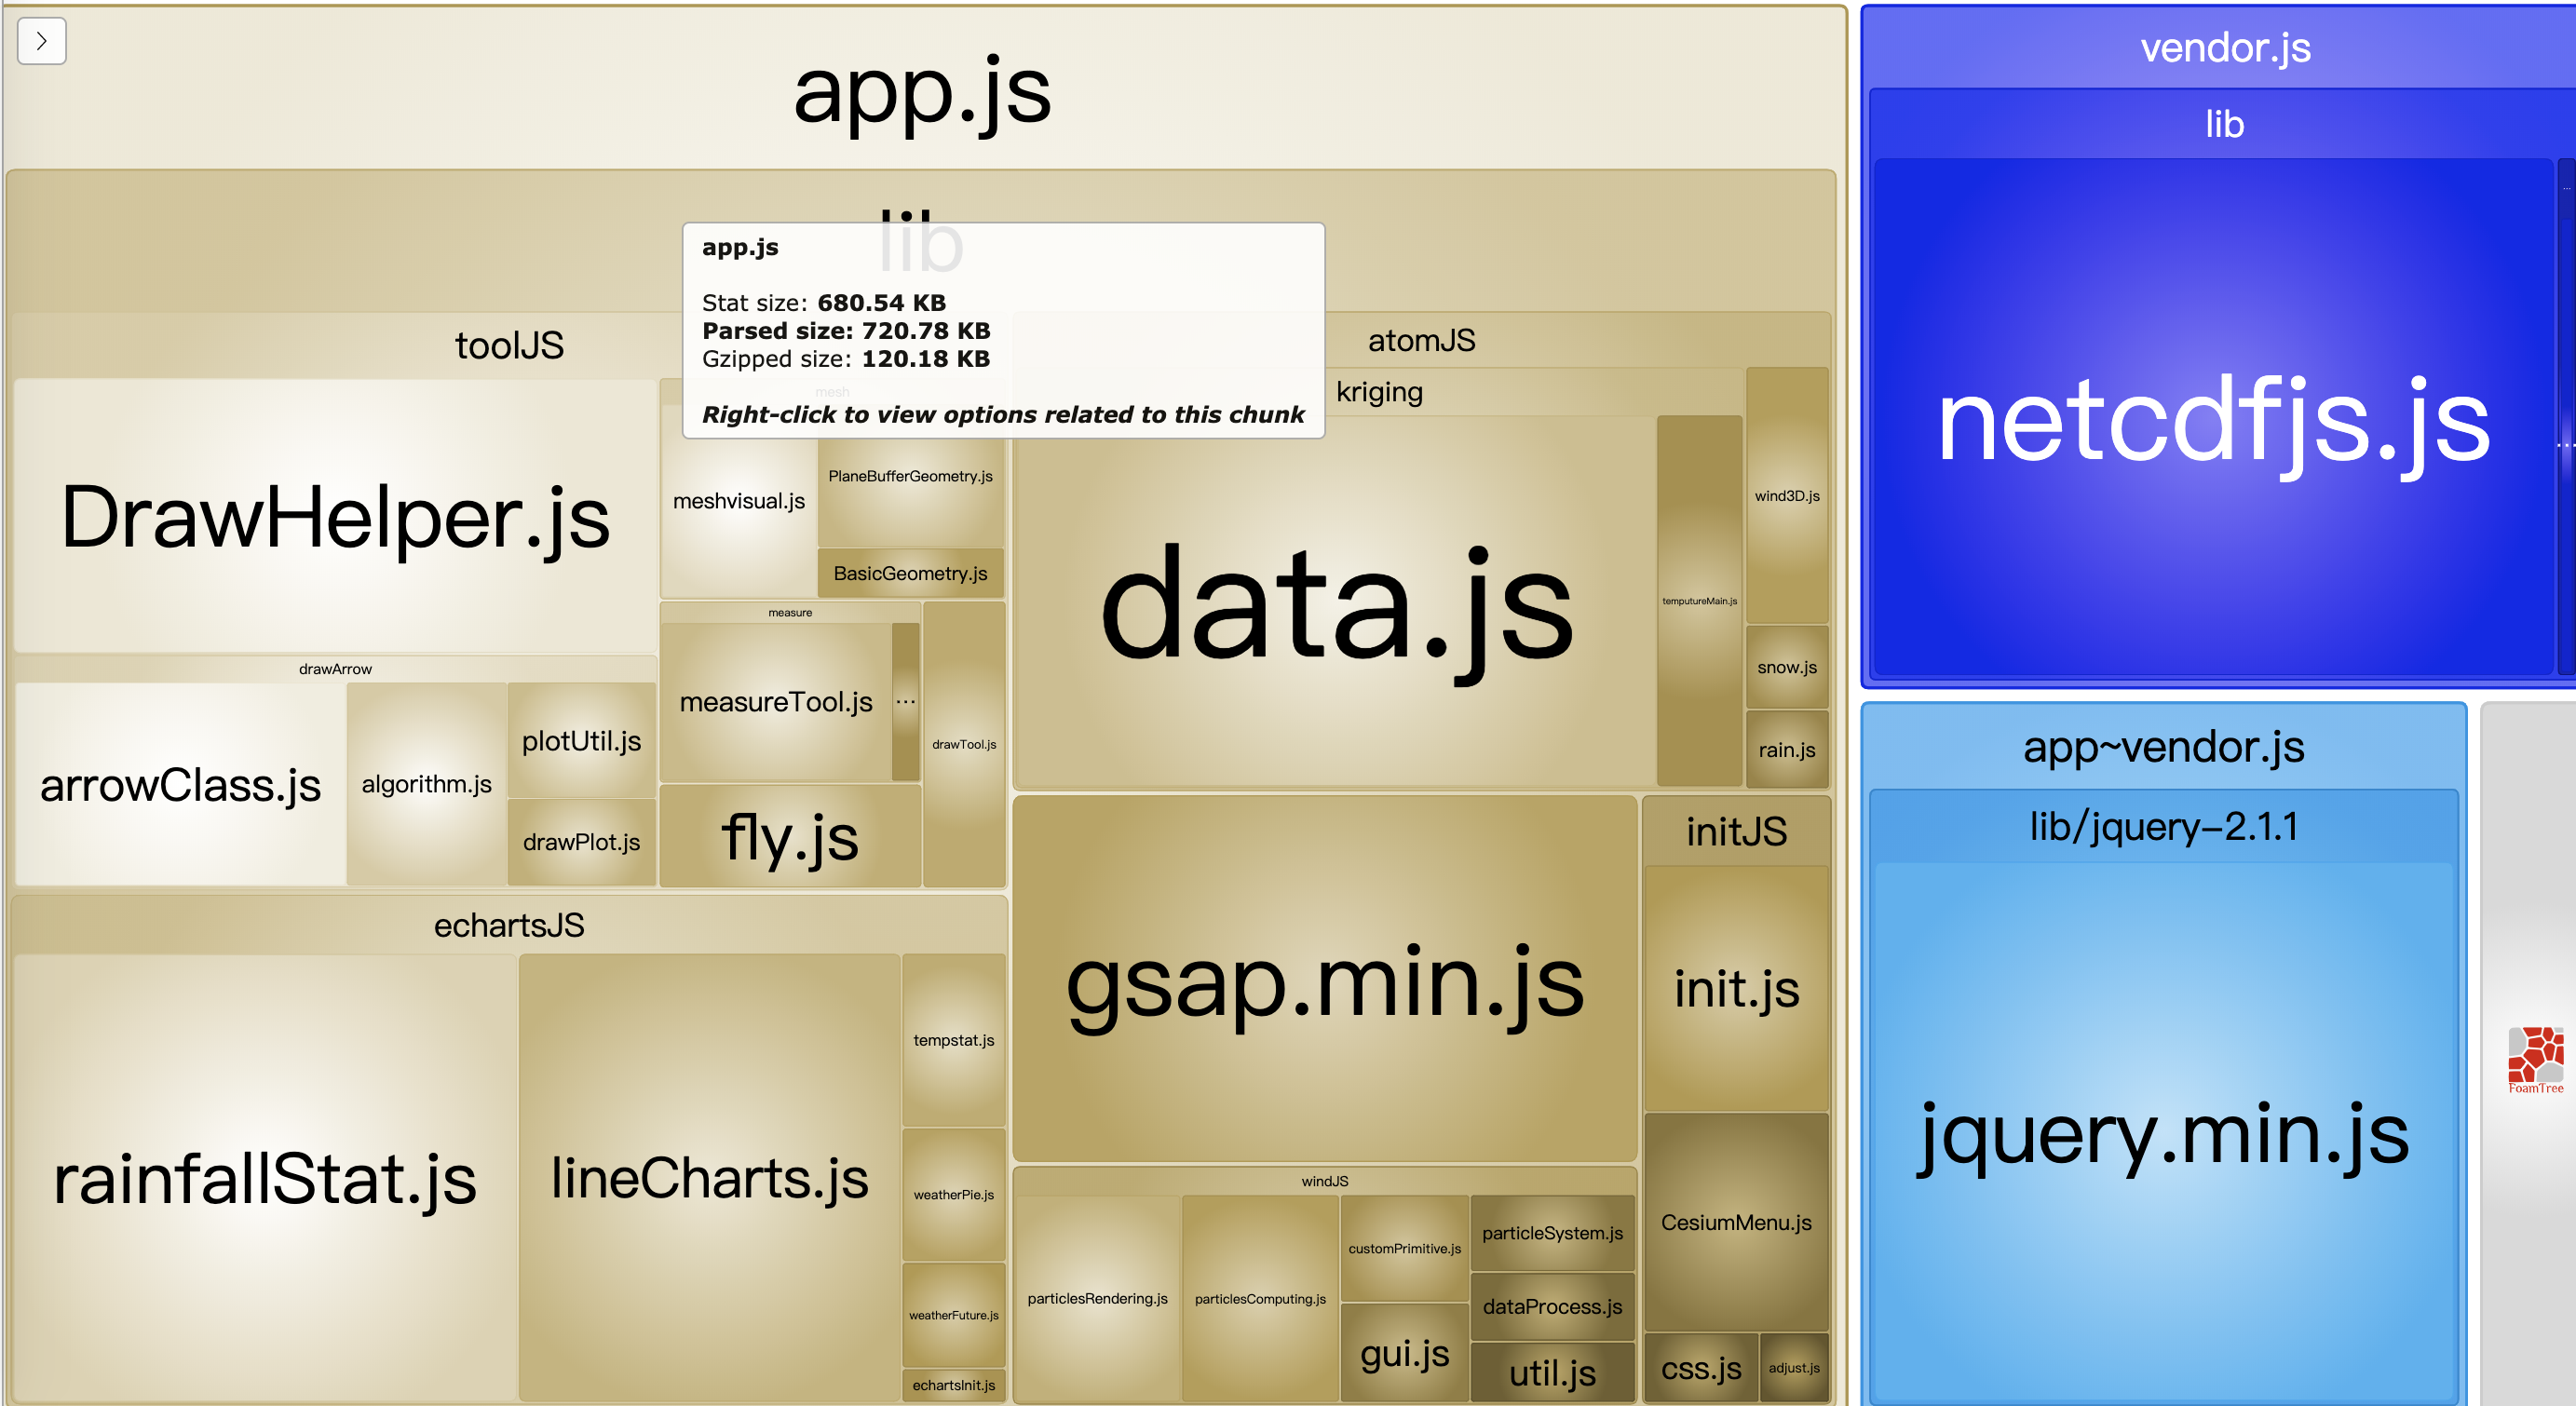 app.js
lib
app.js
Stat size: 680.54 KB
Parsed size: 720.78 KB
Gzipped size: 120.18 KB
Right-click to view options related to this chunk
toolJS
DrawHelper.js
mesh
meshvisual.js
PlaneBufferGeometry.js
BasicGeometry.js
drawArrow
arrowClass.js
algorithm.js
plotUtil.js
drawPlot.js
measure
measureTool.js
...
drawTool.js
fly.js
echartsJS
rainfallStat.js
lineCharts.js
tempstat.js
weatherPie.js
weatherFuture.js
echartsInit.js
atomJS
kriging
data.js
temputureMain.js
wind3D.js
snow.js
rain.js
gsap.min.js
initJS
init.js
CesiumMenu.js
css.js
adjust.js
windJS
particlesRendering.js
particlesComputing.js
customPrimitive.js
gui.js
particleSystem.js
dataProcess.js
util.js
vendor.js
lib
netcdfjs.js
...
...
app~vendor.js
lib/jquery-2.1.1
jquery.min.js
FoamTree